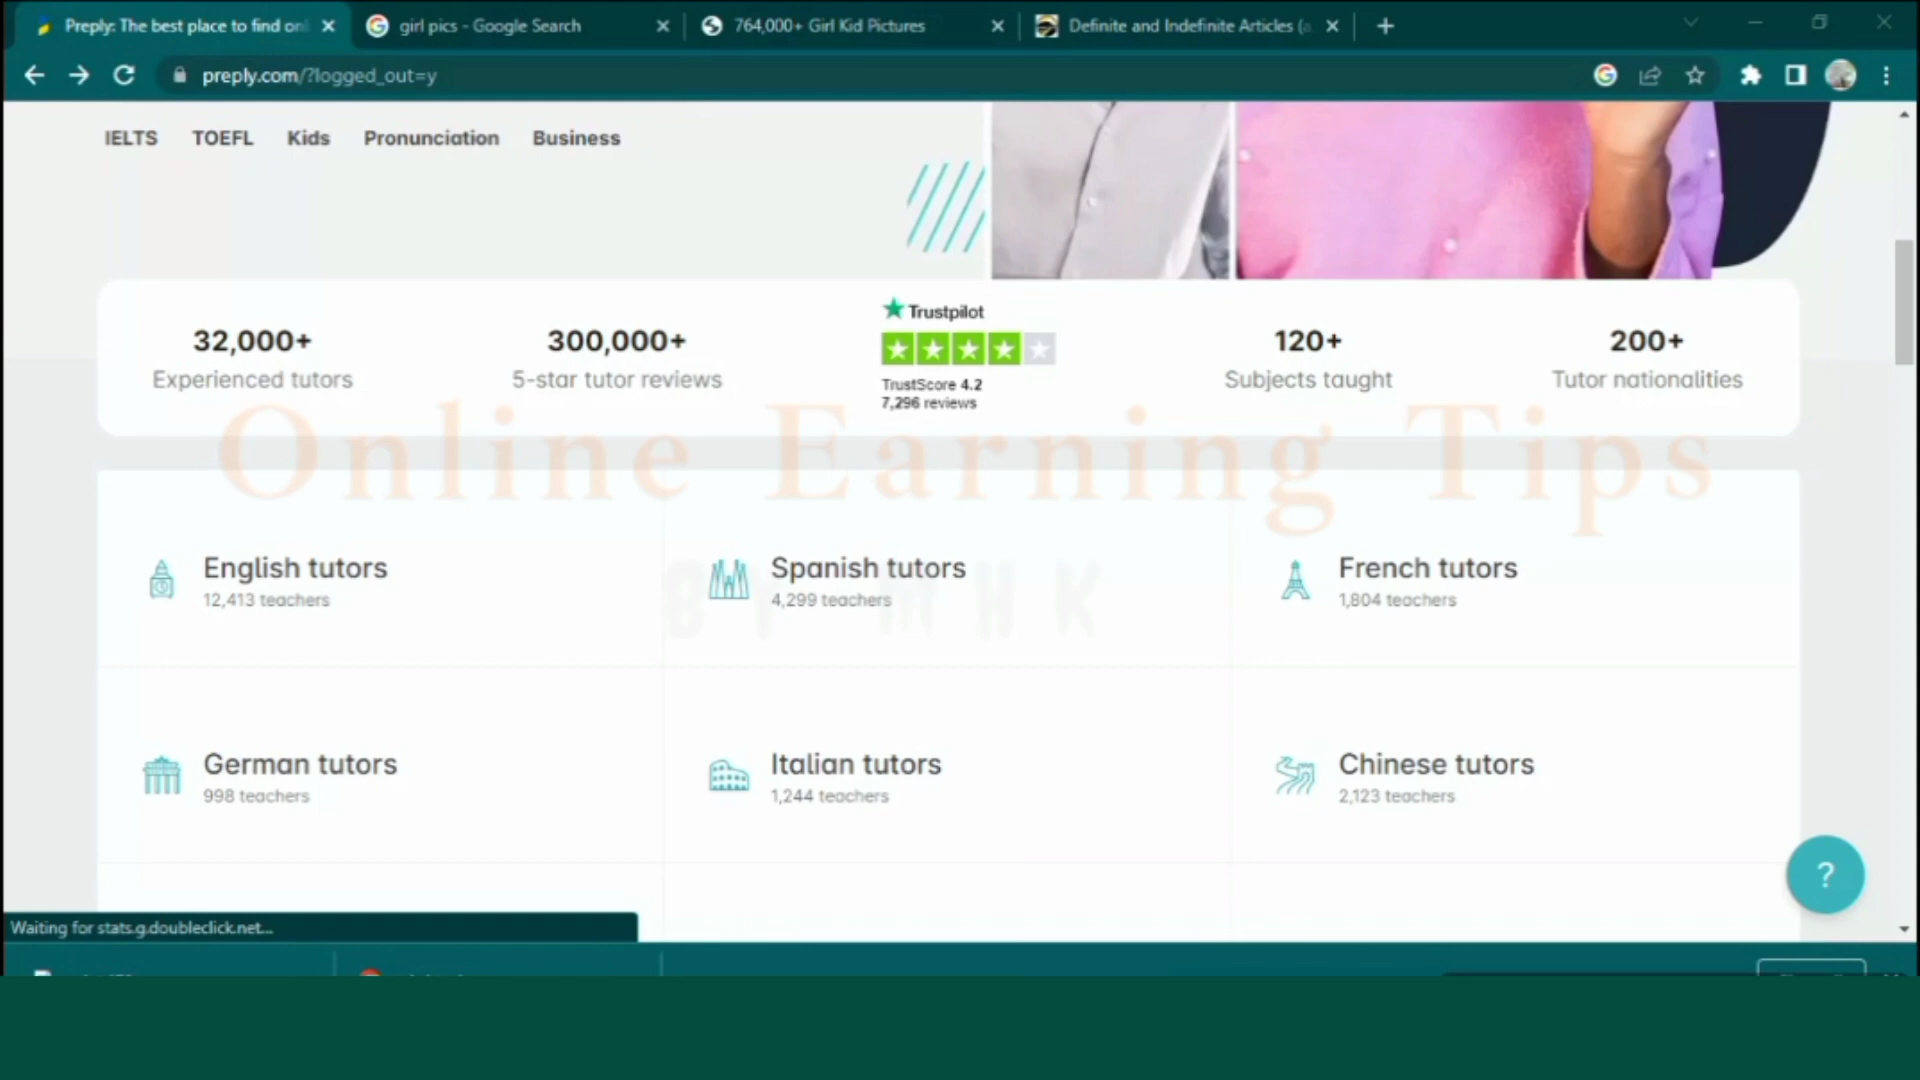 Preply: The best place to find onl
girl pics - Google Search
764,000+ Girl Kid Pictures
Definite and Indefinite Articles (a
preply.com/?logged_out=y
IELTS TOEFL Kids Pronunciation Business
32,000+
Experienced tutors
300,000+
5-star tutor reviews
Trustpilot
TrustScore 4.2
7,296 reviews
120+
Subjects taught
200+
Tutor nationalities
Online Earning Tips
BY MHK
English tutors
12,413 teachers
Spanish tutors
4,299 teachers
French tutors
1,804 teachers
German tutors
998 teachers
Italian tutors
1,244 teachers
Chinese tutors
2,123 teachers
?
Waiting for stats.g.doubleclick.net...